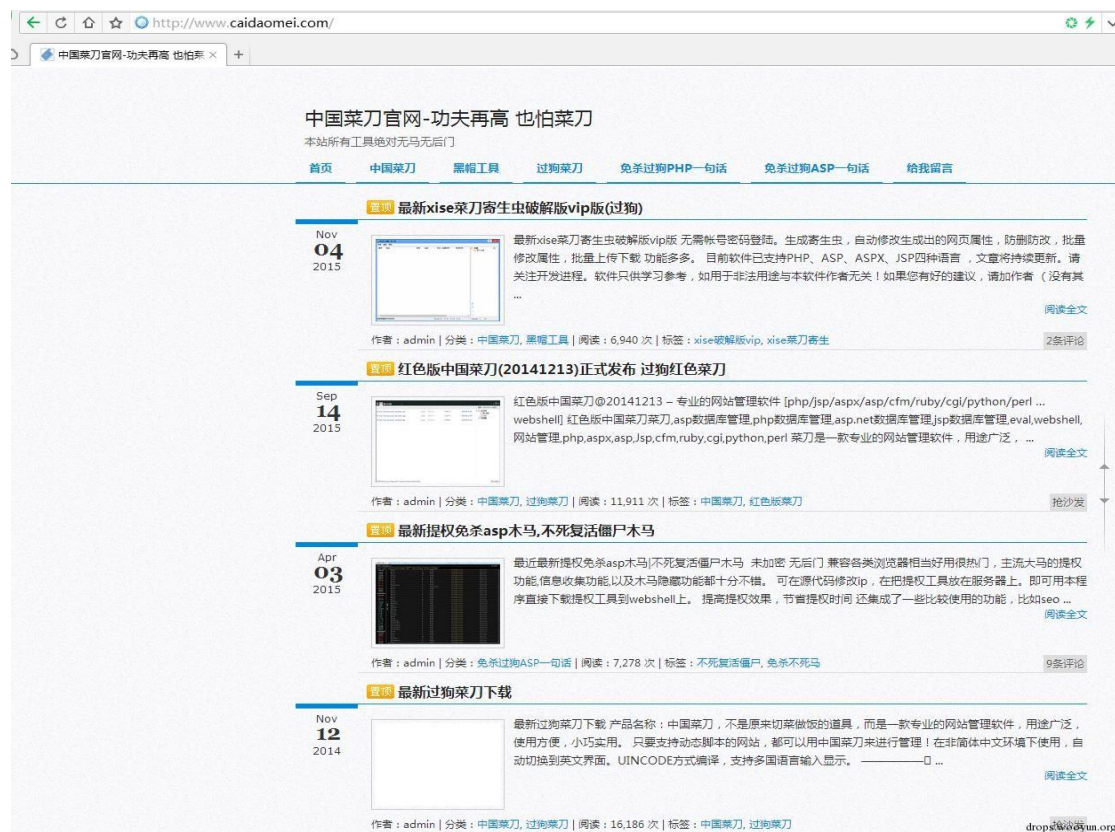 http://www.caidaomei.com/
中国菜刀官网-功夫再高 也怕菜
中国菜刀官网-功夫再高 也怕菜刀
本站所有工具绝对无马无后门
首页 中国菜刀 黑帽工具 过狗菜刀 免杀过狗PHP一句话 免杀过狗ASP一句话 给我留言
置顶 最新xise菜刀寄生虫破解版vip版(过狗)
Nov
04
2015
最新xise菜刀寄生虫破解版vip版 无需帐号密码登陆。生成寄生虫，自动修改生成出的网页属性，防删防改，批量
修改属性，批量上传下载 功能多多。 目前软件已支持PHP、ASP、ASPX、JSP四种语言 ，文章将持续更新。请
关注开发进程。软件只供学习参考，如用于非法用途与本软件作者无关！如果您有好的建议，请加作者 （没有其
...
阅读全文
作者：admin | 分类：中国菜刀, 黑帽工具 | 阅读：6,940 次 | 标签：xise破解版vip, xise菜刀寄生
2条评论
置顶 红色版中国菜刀(20141213)正式发布 过狗红色菜刀
Sep
14
2015
红色版中国菜刀@20141213 – 专业的网站管理软件 [php/jsp/aspx/asp/cfm/ruby/cgi/python/perl ...
webshell] 红色版中国菜刀菜刀,asp数据库管理,php数据库管理,asp.net数据库管理,jsp数据库管理,eval,webshell,
网站管理,php,aspx,asp,Jsp,cfm,ruby,cgi,python,perl 菜刀是一款专业的网站管理软件，用途广泛， ...
阅读全文
作者：admin | 分类：中国菜刀, 过狗菜刀 | 阅读：11,911 次 | 标签：中国菜刀, 红色版菜刀
抢沙发
置顶 最新提权免杀asp木马,不死复活僵尸木马
Apr
03
2015
最近最新提权免杀asp木马|不死复活僵尸木马 未加密 无后门 兼容各类浏览器相当好用很热门，主流大马的提权
功能,信息收集功能,以及木马隐藏功能都十分不错。 可在源代码修改ip，在把提权工具放在服务器上。即可用本程
序直接下载提权工具到webshell上。 提高提权效果，节省提权时间 还集成了一些比较使用的功能，比如seo ...
阅读全文
作者：admin | 分类：免杀过狗ASP一句话 | 阅读：7,278 次 | 标签：不死复活僵尸, 免杀不死马
9条评论
置顶 最新过狗菜刀下载
Nov
12
2014
最新过狗菜刀下载 产品名称：中国菜刀，不是原来切菜做饭的道具，而是一款专业的网站管理软件，用途广泛，
使用方便，小巧实用。 只要支持动态脚本的网站，都可以用中国菜刀来进行管理！在非简体中文环境下使用，自
动切换到英文界面。UINCODE方式编译，支持多国语言输入显示。 ——————— ...
阅读全文
作者：admin | 分类：中国菜刀, 过狗菜刀 | 阅读：16,186 次 | 标签：中国菜刀, 过狗菜刀
drops.wooyun.org